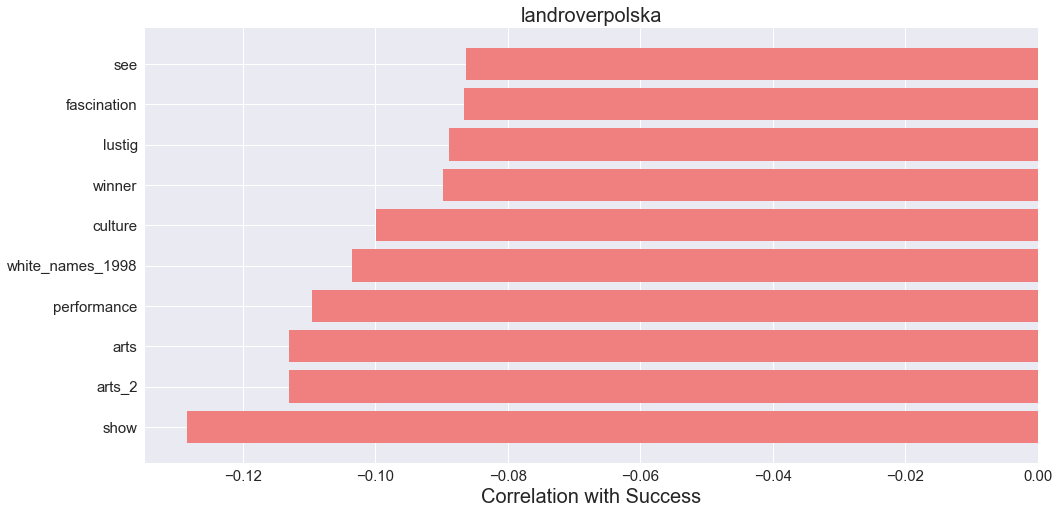 landroverpolska
see
fascination
lustig
winner
culture
white_names_1998
performance
arts
arts_2
show
−0.12 −0.10 −0.08 −0.06 −0.04 −0.02 0.00
Correlation with Success